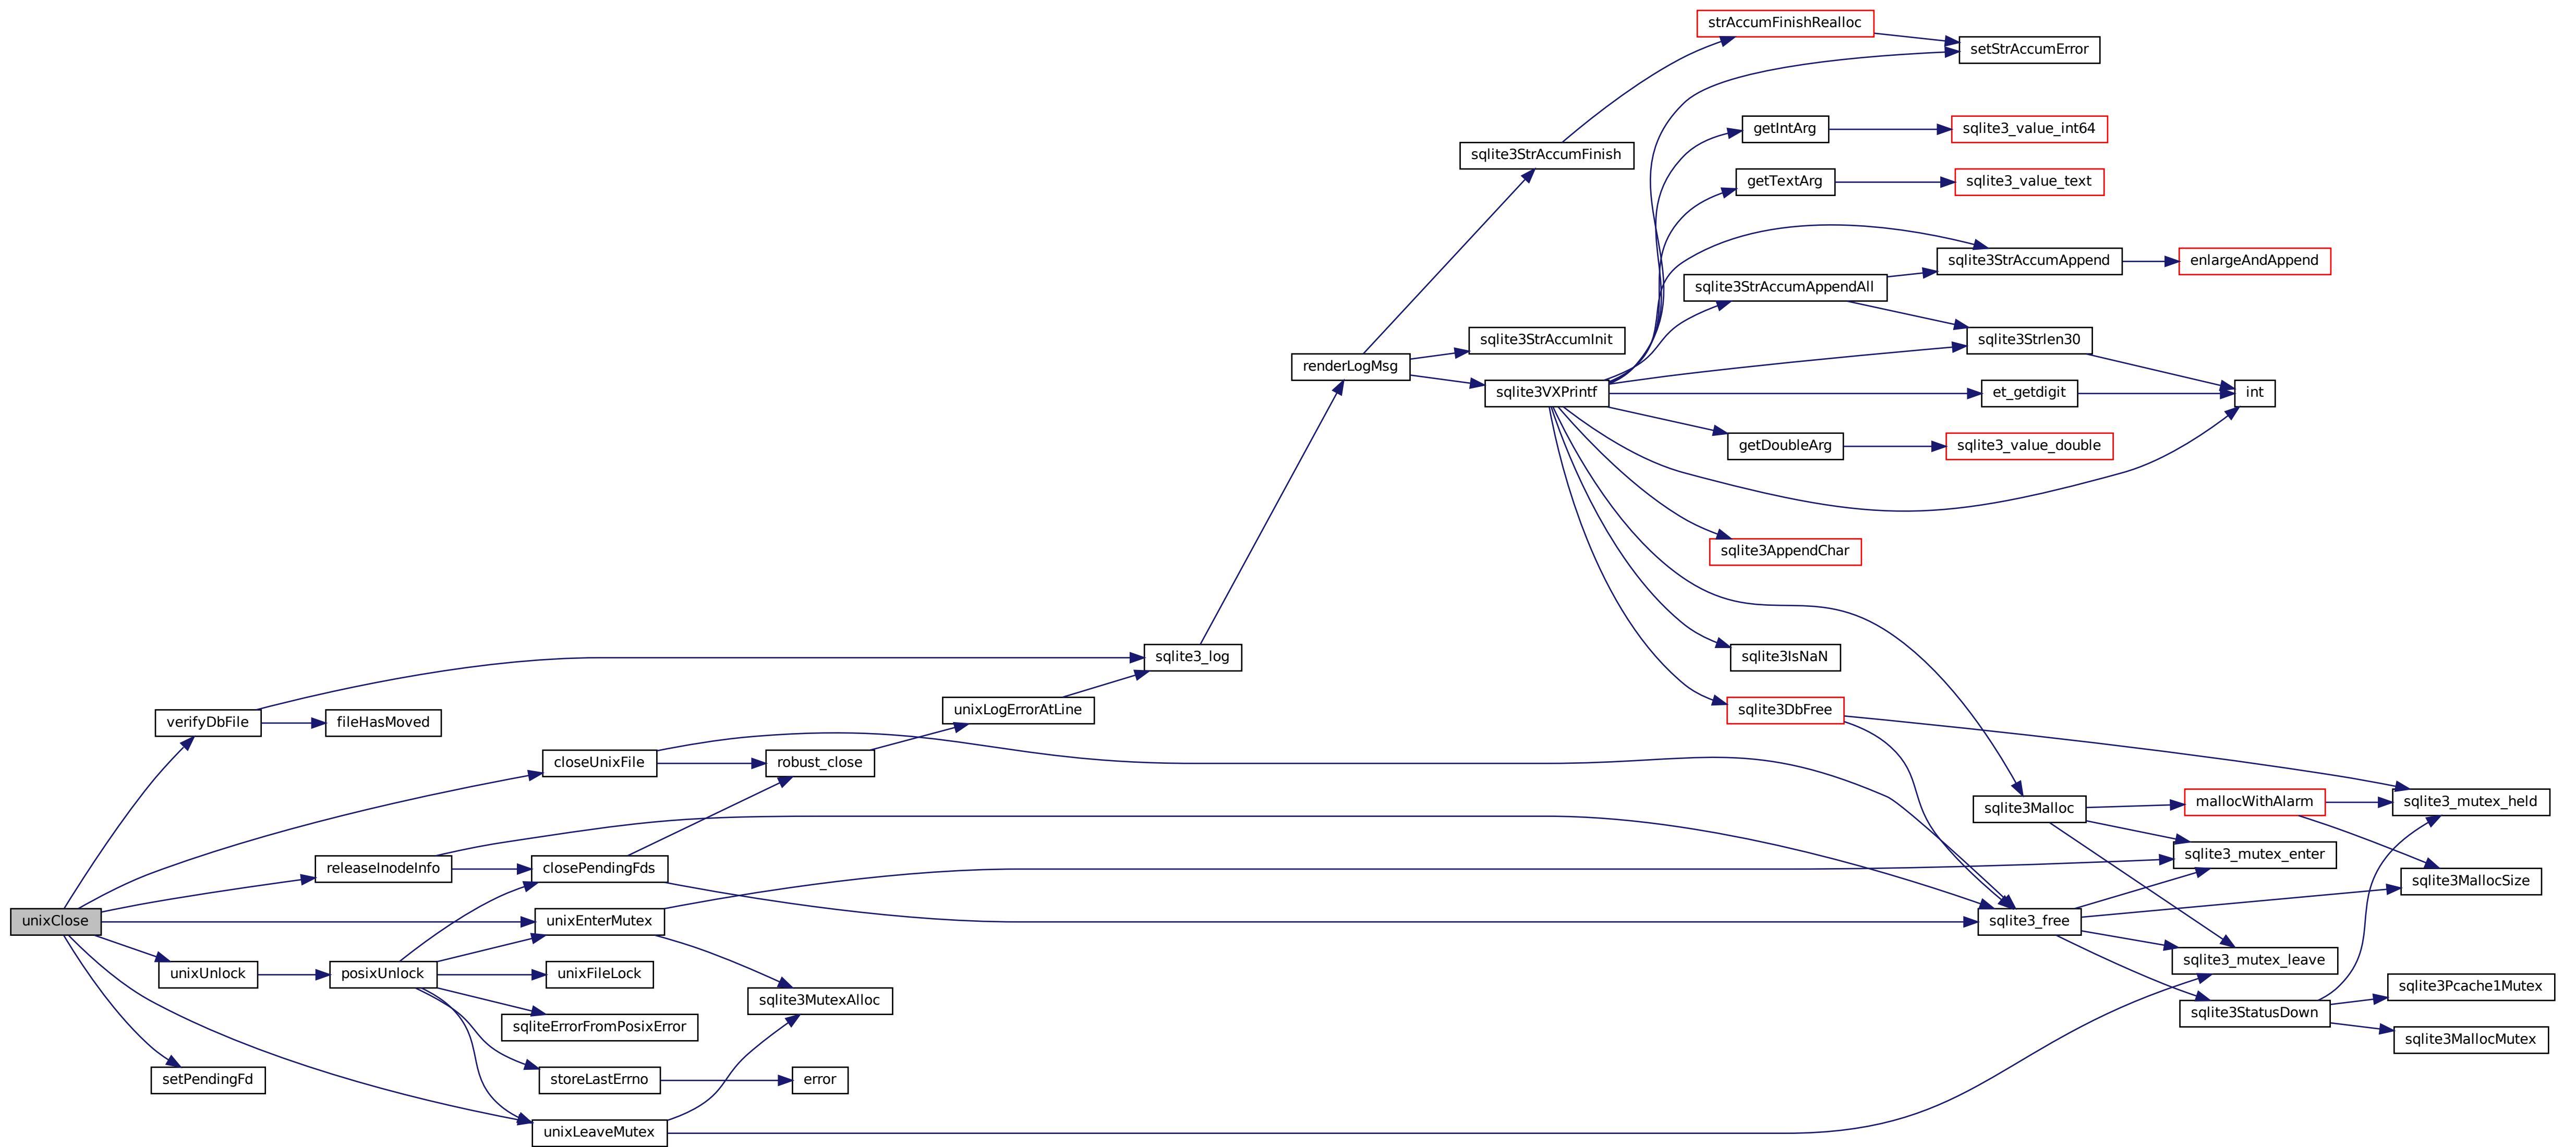 strAccumFinishRealloc
setStrAccumError
getIntArg
sqlite3_value_int64
sqlite3StrAccumFinish
getTextArg
sqlite3_value_text
sqlite3StrAccumAppend
enlargeAndAppend
sqlite3StrAccumAppendAll
sqlite3StrAccumInit
sqlite3Strlen30
renderLogMsg
sqlite3VXPrintf
et_getdigit
int
getDoubleArg
sqlite3_value_double
sqlite3AppendChar
sqlite3_log
sqlite3IsNaN
unixLogErrorAtLine
sqlite3DbFree
verifyDbFile
fileHasMoved
closeUnixFile
robust_close
sqlite3Malloc
mallocWithAlarm
sqlite3_mutex_held
sqlite3_mutex_enter
releaseInodeInfo
closePendingFds
sqlite3MallocSize
unixClose
unixEnterMutex
sqlite3_free
sqlite3_mutex_leave
unixUnlock
posixUnlock
unixFileLock
sqlite3Pcache1Mutex
sqlite3MutexAlloc
sqlite3StatusDown
sqliteErrorFromPosixError
sqlite3MallocMutex
setPendingFd
storeLastErrno
error
unixLeaveMutex